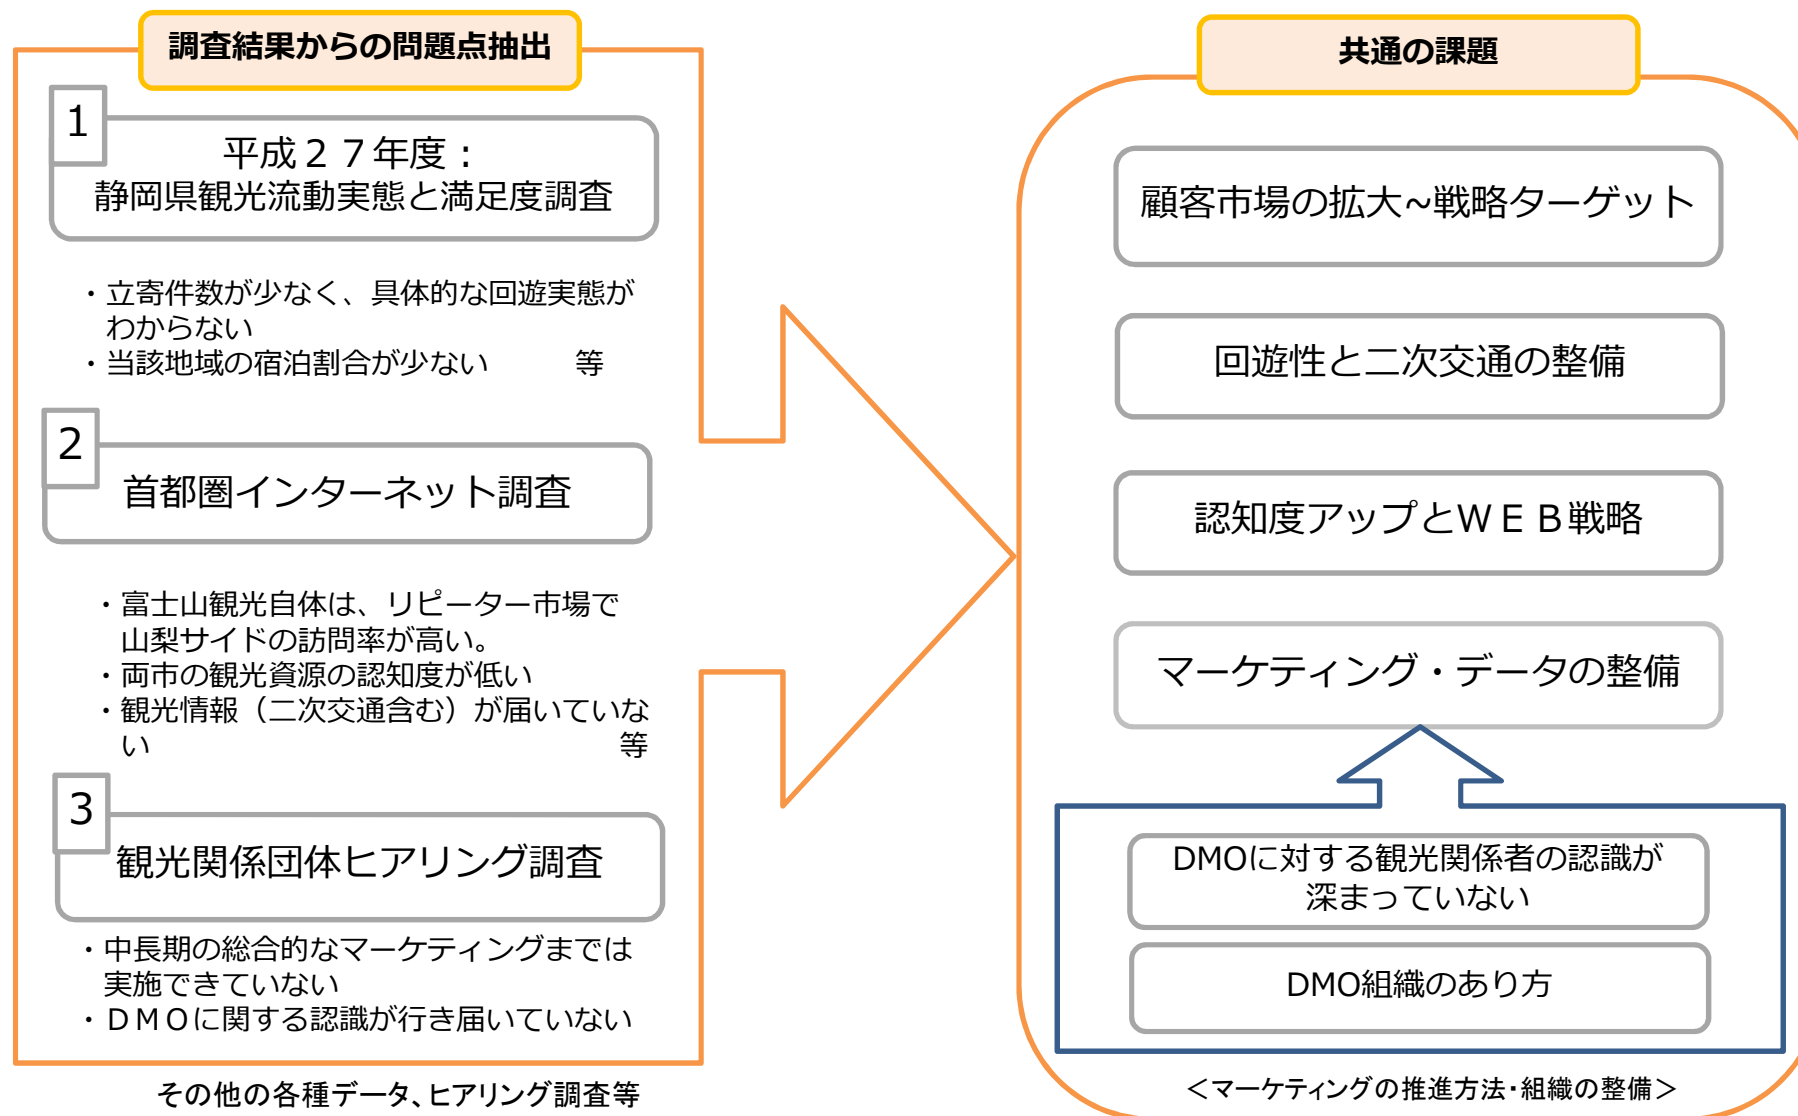 調査結果からの問題点抽出
1
平成２７年度：
静岡県観光流動実態と満足度調査
・立寄件数が少なく、具体的な回遊実態が
わからない
・当該地域の宿泊割合が少ない　　　等
2
首都圏インターネット調査
・富士山観光自体は、リピーター市場で
山梨サイドの訪問率が高い。
・両市の観光資源の認知度が低い
・観光情報（二次交通含む）が届いていな
い　　　　　　　　　　　　　　　　等
3
観光関係団体ヒアリング調査
・中長期の総合的なマーケティングまでは
実施できていない
・ＤＭＯに関する認識が行き届いていない
その他の各種データ、ヒアリング調査等
共通の課題
顧客市場の拡大~戦略ターゲット
回遊性と二次交通の整備
認知度アップとＷＥＢ戦略
マーケティング・データの整備
DMOに対する観光関係者の認識が
深まっていない
DMO組織のあり方
＜マーケティングの推進方法・組織の整備＞